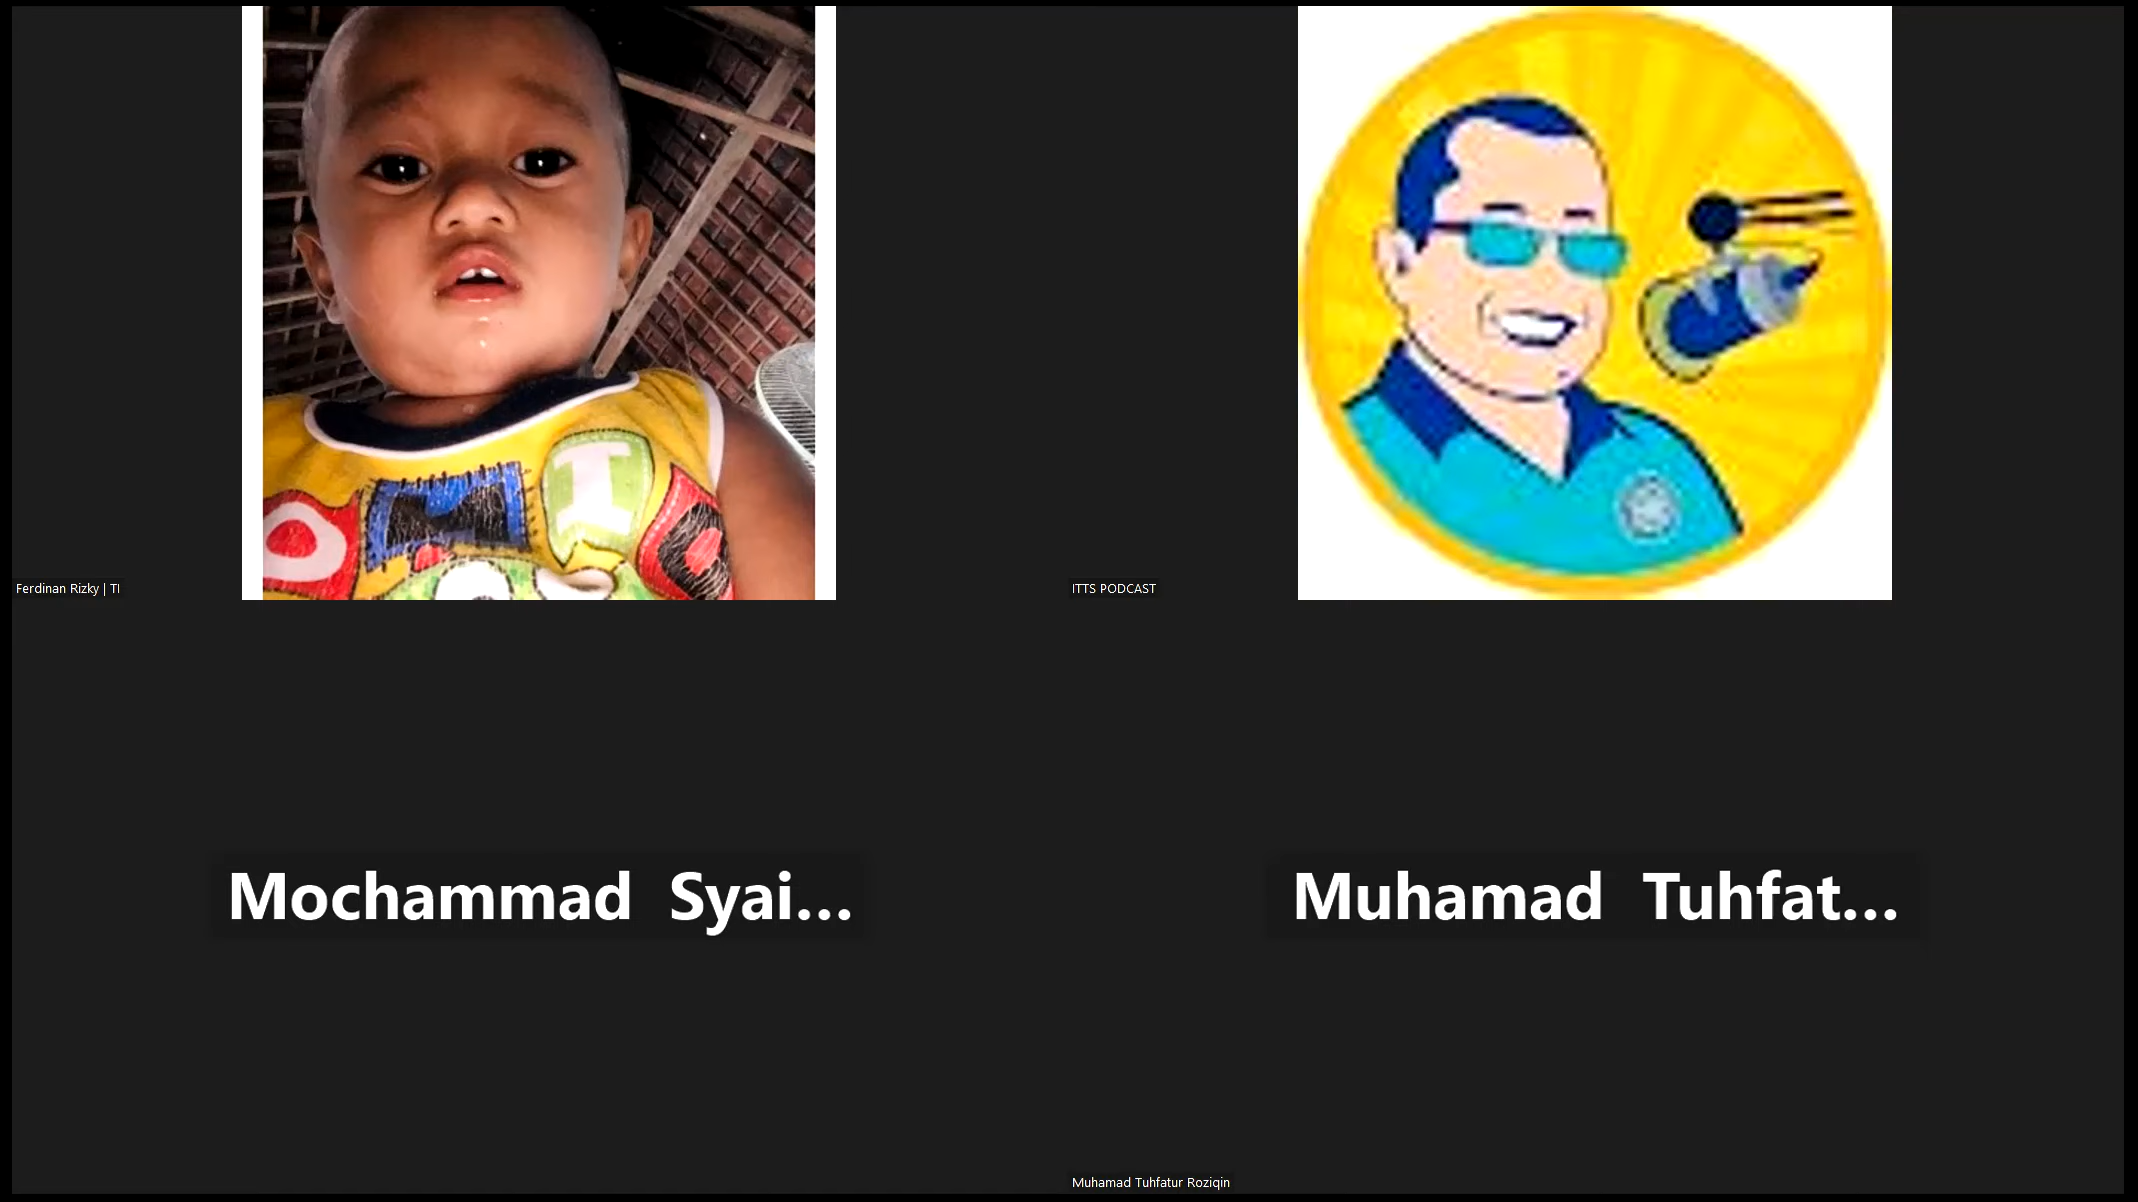 Ferdinan Rizky | TI
ITTS PODCAST
Mochammad Syai...
Muhamad Tuhfat...
Muhamad Tuhfatur Roziqin